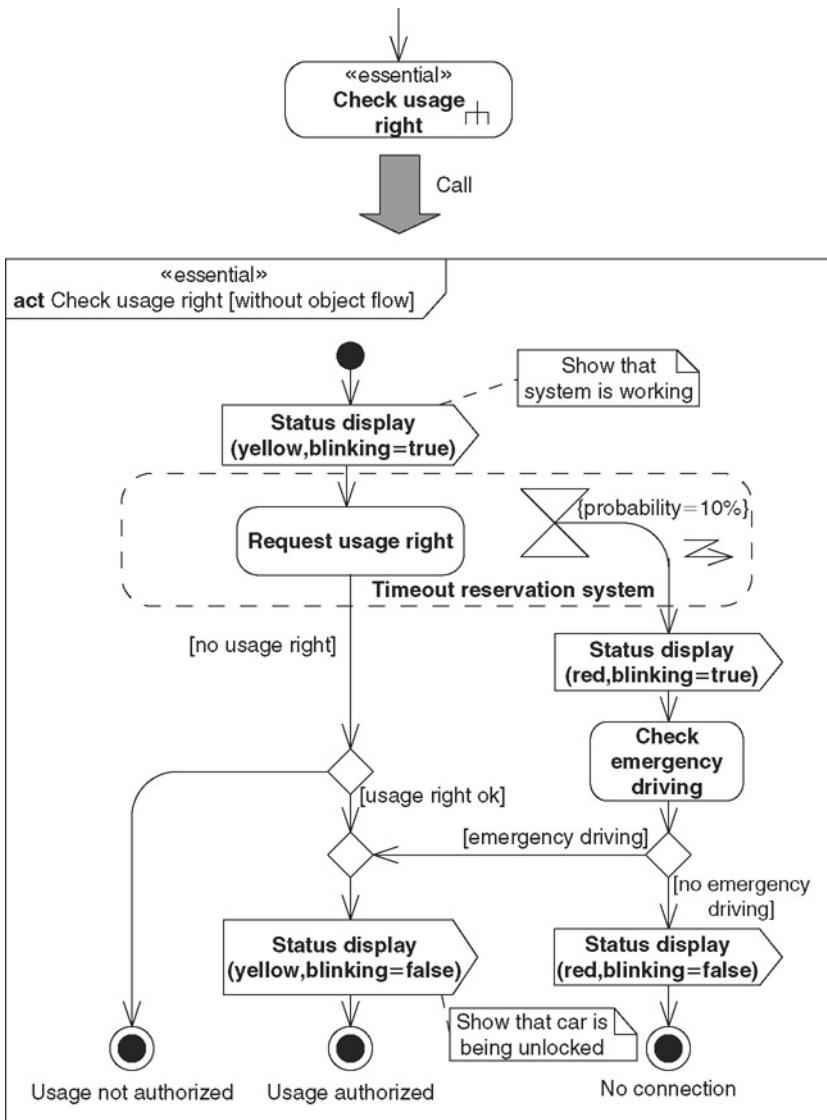 «essential»
Check usage
right
Call
«essential»
act Check usage right [without object flow]
Show that
system is working
Status display
(yellow,blinking=true)
{probability=10%}
Request usage right
Timeout reservation system
[no usage right]
Status display
(red,blinking=true)
Check
emergency
driving
[usage right ok]
[emergency driving]
[no emergency
driving]
Status display
(yellow,blinking=false)
Status display
(red,blinking=false)
Show that car is
being unlocked
Usage not authorized
Usage authorized
No connection